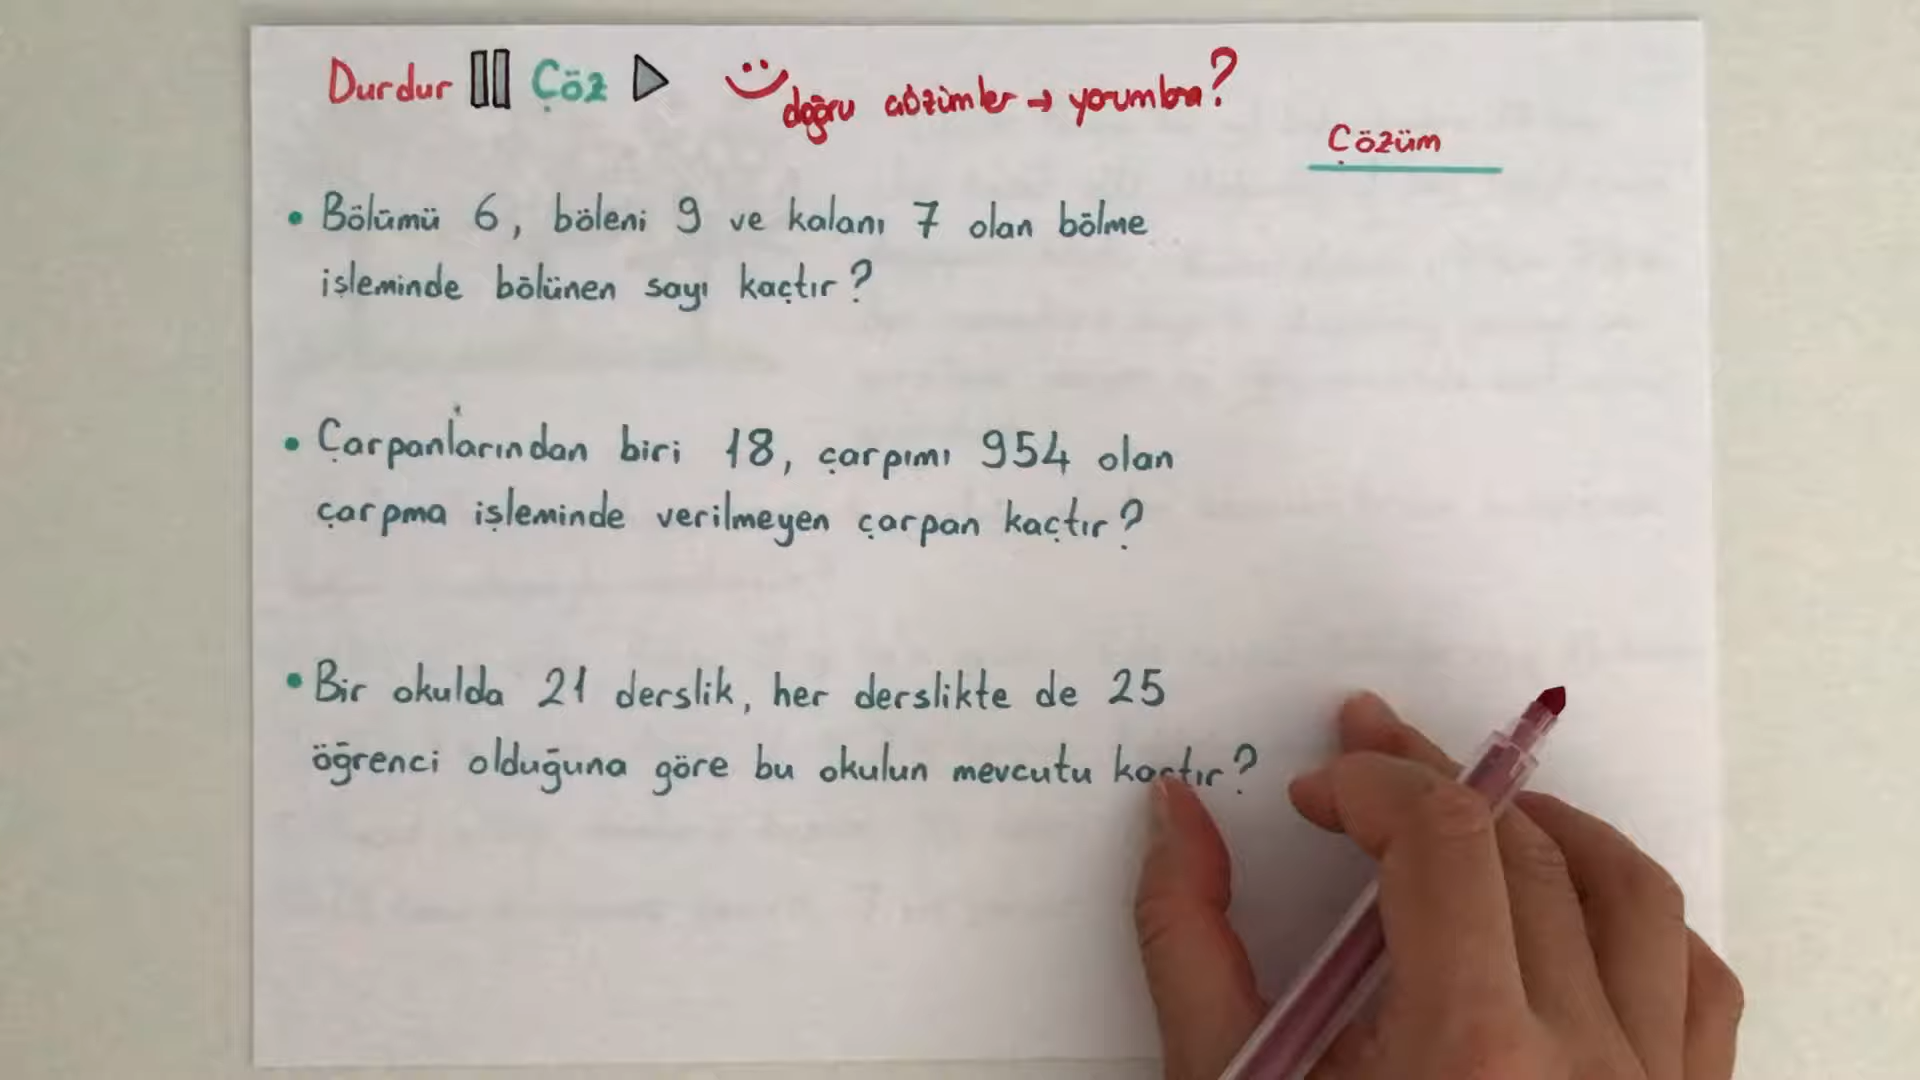 Durdur Çöz doğru çözümler → yorumlara?
Çözüm
• Bölümü 6, böleni 9 ve kalanı 7 olan bölme
işleminde bölünen sayı kaçtır?
• Çarpanlarından biri 18, çarpımı 954 olan
çarpma işleminde verilmeyen çarpan kaçtır?
• Bir okulda 21 derslik, her derslikte de 25
öğrenci olduğuna göre bu okulun mevcutu kaçtır?